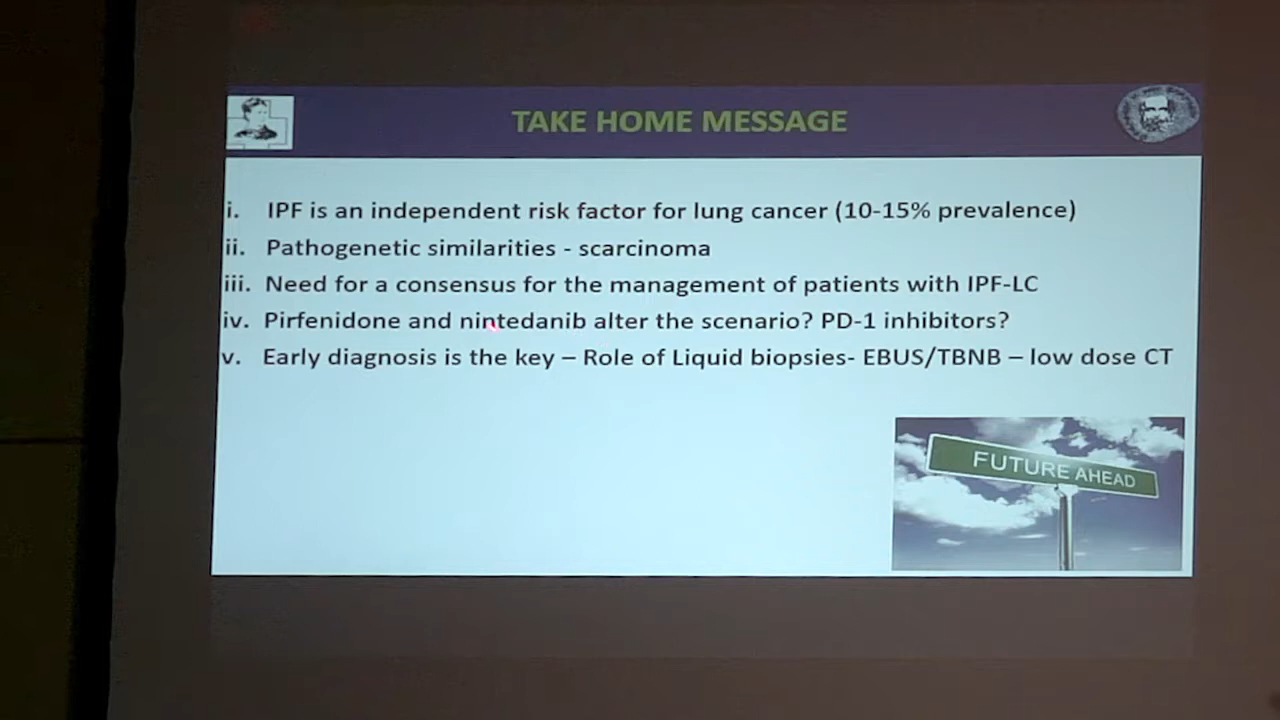 TAKE HOME MESSAGE
i. IPF is an independent risk factor for lung cancer (10-15% prevalence)
ii. Pathogenetic similarities - scarcinoma
iii. Need for a consensus for the management of patients with IPF-LC
iv. Pirfenidone and nintedanib alter the scenario? PD-1 inhibitors?
v. Early diagnosis is the key – Role of Liquid biopsies- EBUS/TBNB – low dose CT
FUTURE AHEAD